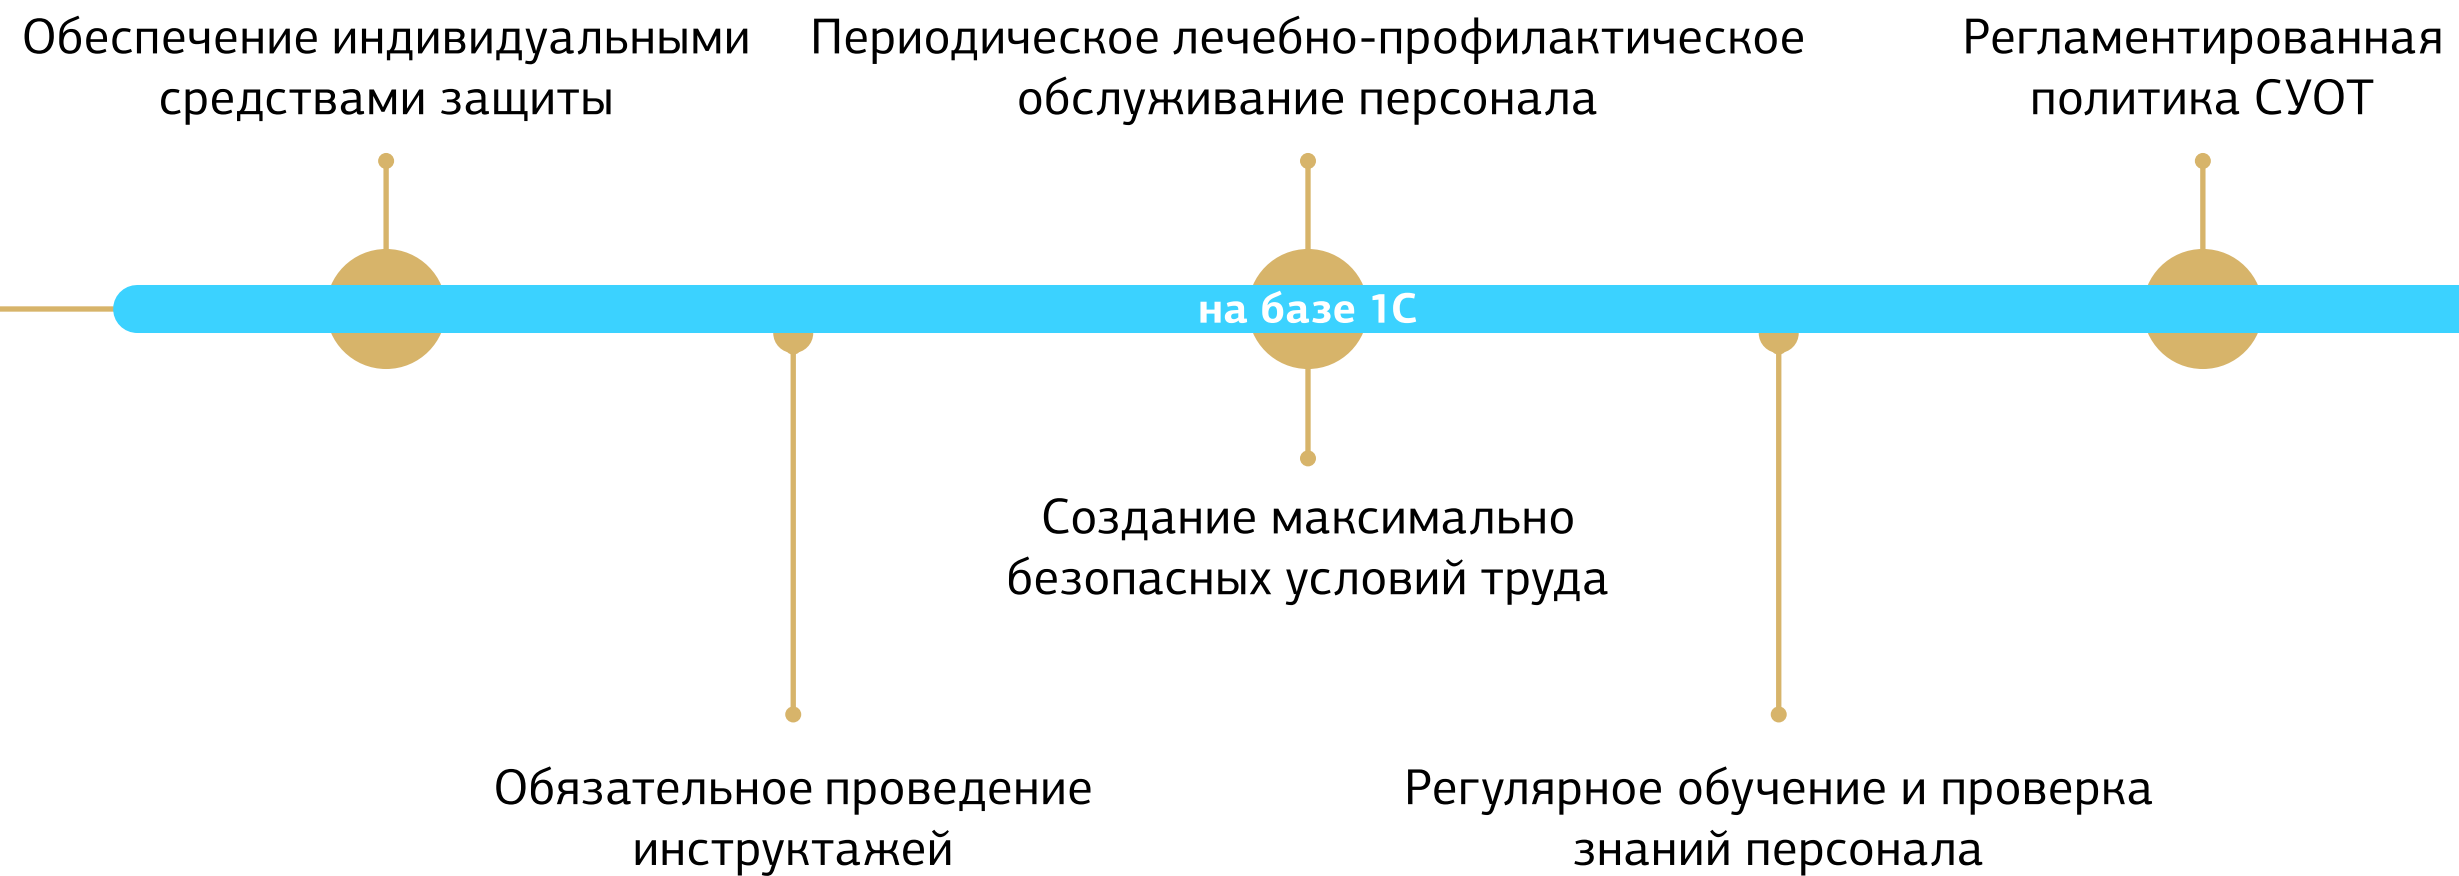 Обеспечение индивидуальными
средствами защиты
Периодическое лечебно-профилактическое
обслуживание персонала
Регламентированная
политика СУОТ
на базе 1С
Создание максимально
безопасных условий труда
Обязательное проведение
инструктажей
Регулярное обучение и проверка
знаний персонала